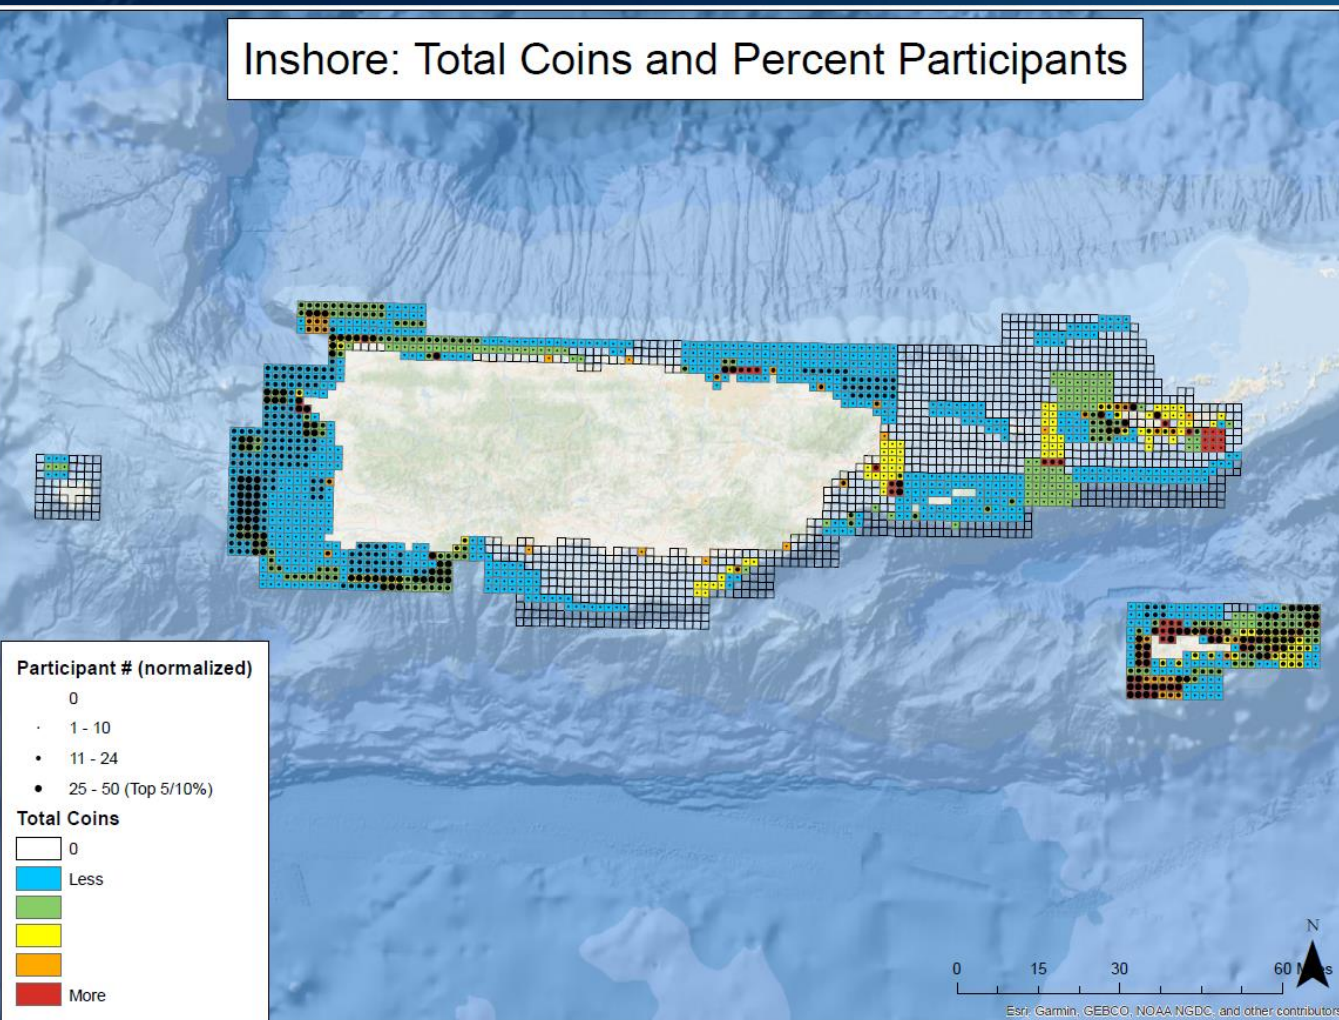 Inshore: Total Coins and Percent Participants
Participant # (normalized)
0
1 - 10
11 - 24
25 - 50 (Top 5/10%)
Total Coins
0
Less
More
N
0 15 30 60 Miles
Esri, Garmin, GEBCO, NOAA NGDC, and other contributors